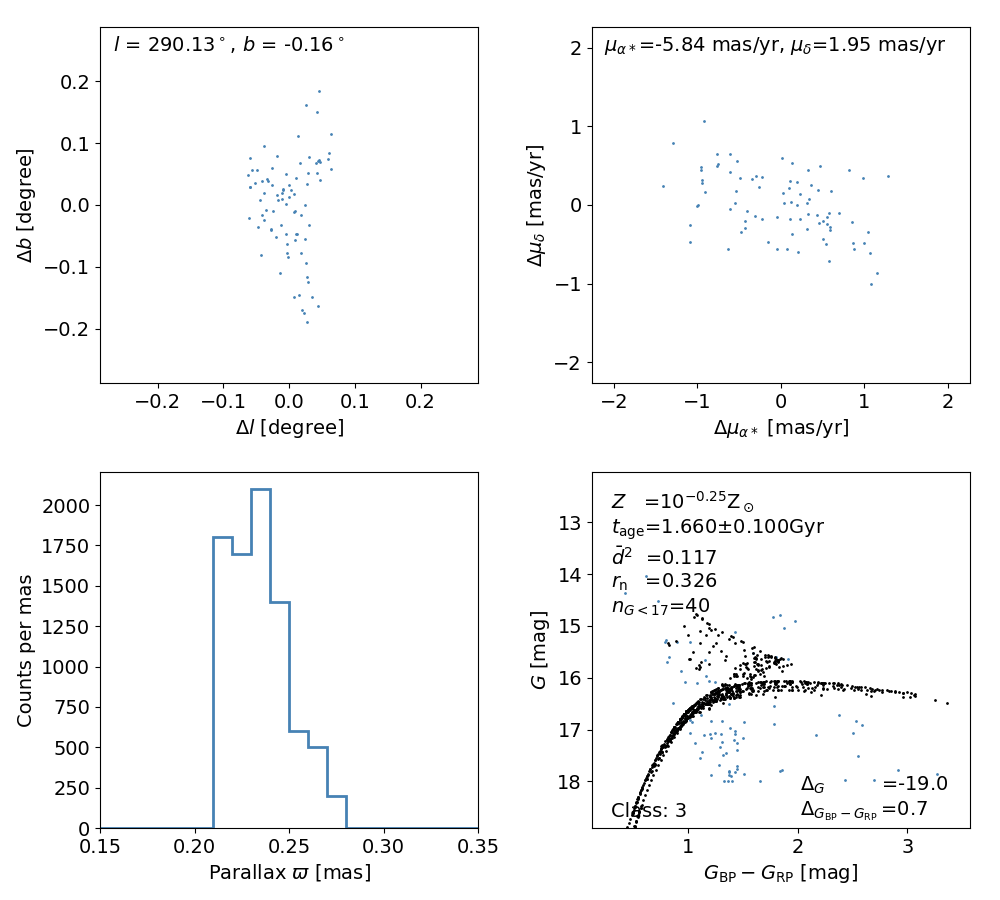 l = 290.13°, b = -0.16°
0.2
0.1
0.0
−0.1
−0.2
Δb [degree]
−0.2 −0.1 0.0 0.1 0.2
Δl [degree]
μα*=-5.84 mas/yr, μδ=1.95 mas/yr
2
1
0
−1
−2
Δμδ [mas/yr]
−2 −1 0 1 2
Δμα* [mas/yr]
2000
1750
1500
1250
1000
750
500
250
0
Counts per mas
0.15 0.20 0.25 0.30 0.35
Parallax ϖ [mas]
Z =10^−0.25 Z⊙
t_age=1.660±0.100Gyr
d̄² =0.117
r_n =0.326
n_G<17=40
13
14
15
16
17
18
G [mag]
Δ_G =-19.0
Class: 3
Δ_G_BP−G_RP =0.7
1 2 3
G_BP − G_RP [mag]